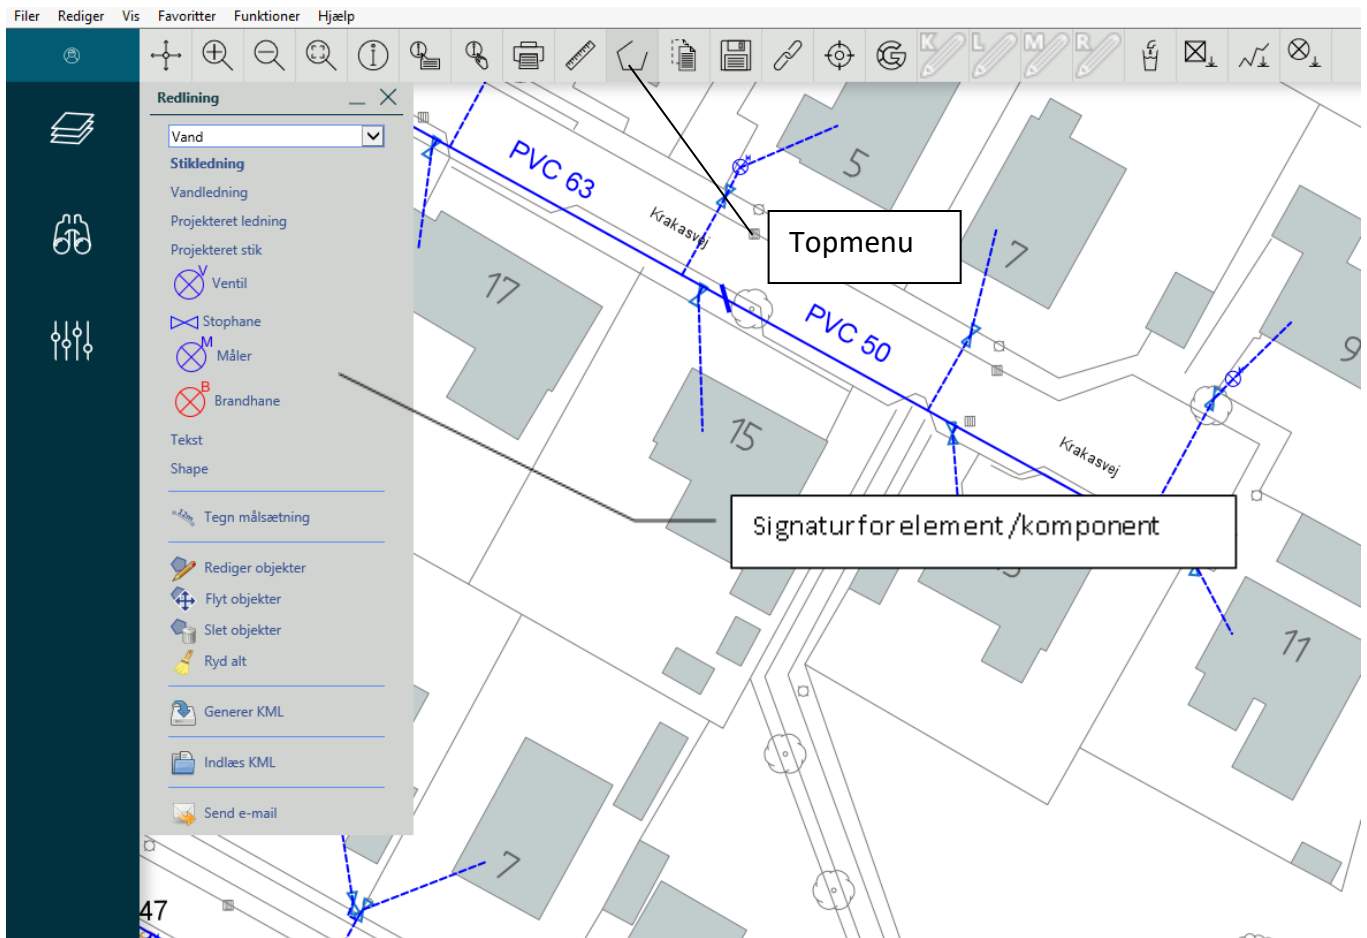 Filer Rediger Vis Favoritter Funktioner Hjælp
K L M R G
Redlining
Vand
Stikledning
Vandledning
Projekteret ledning
Projekteret stik
V
Ventil
Stophane
M
Måler
B
Brandhane
Tekst
Shape
12m
Tegn målsætning
Rediger objekter
Flyt objekter
Slet objekter
Ryd alt
Generer KML
Indlæs KML
Send e-mail
PVC 63
5
Krakasvej
Topmenu
7
17
PVC 50
9
15
Krakasvej
Signatur for element /komponent
11
7
47